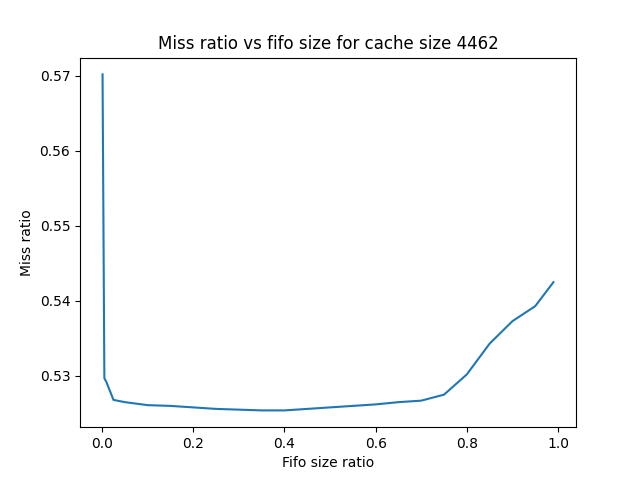 Miss ratio vs fifo size for cache size 4462
0.57
0.56
0.55
0.54
0.53
Miss ratio
0.0 0.2 0.4 0.6 0.8 1.0
Fifo size ratio